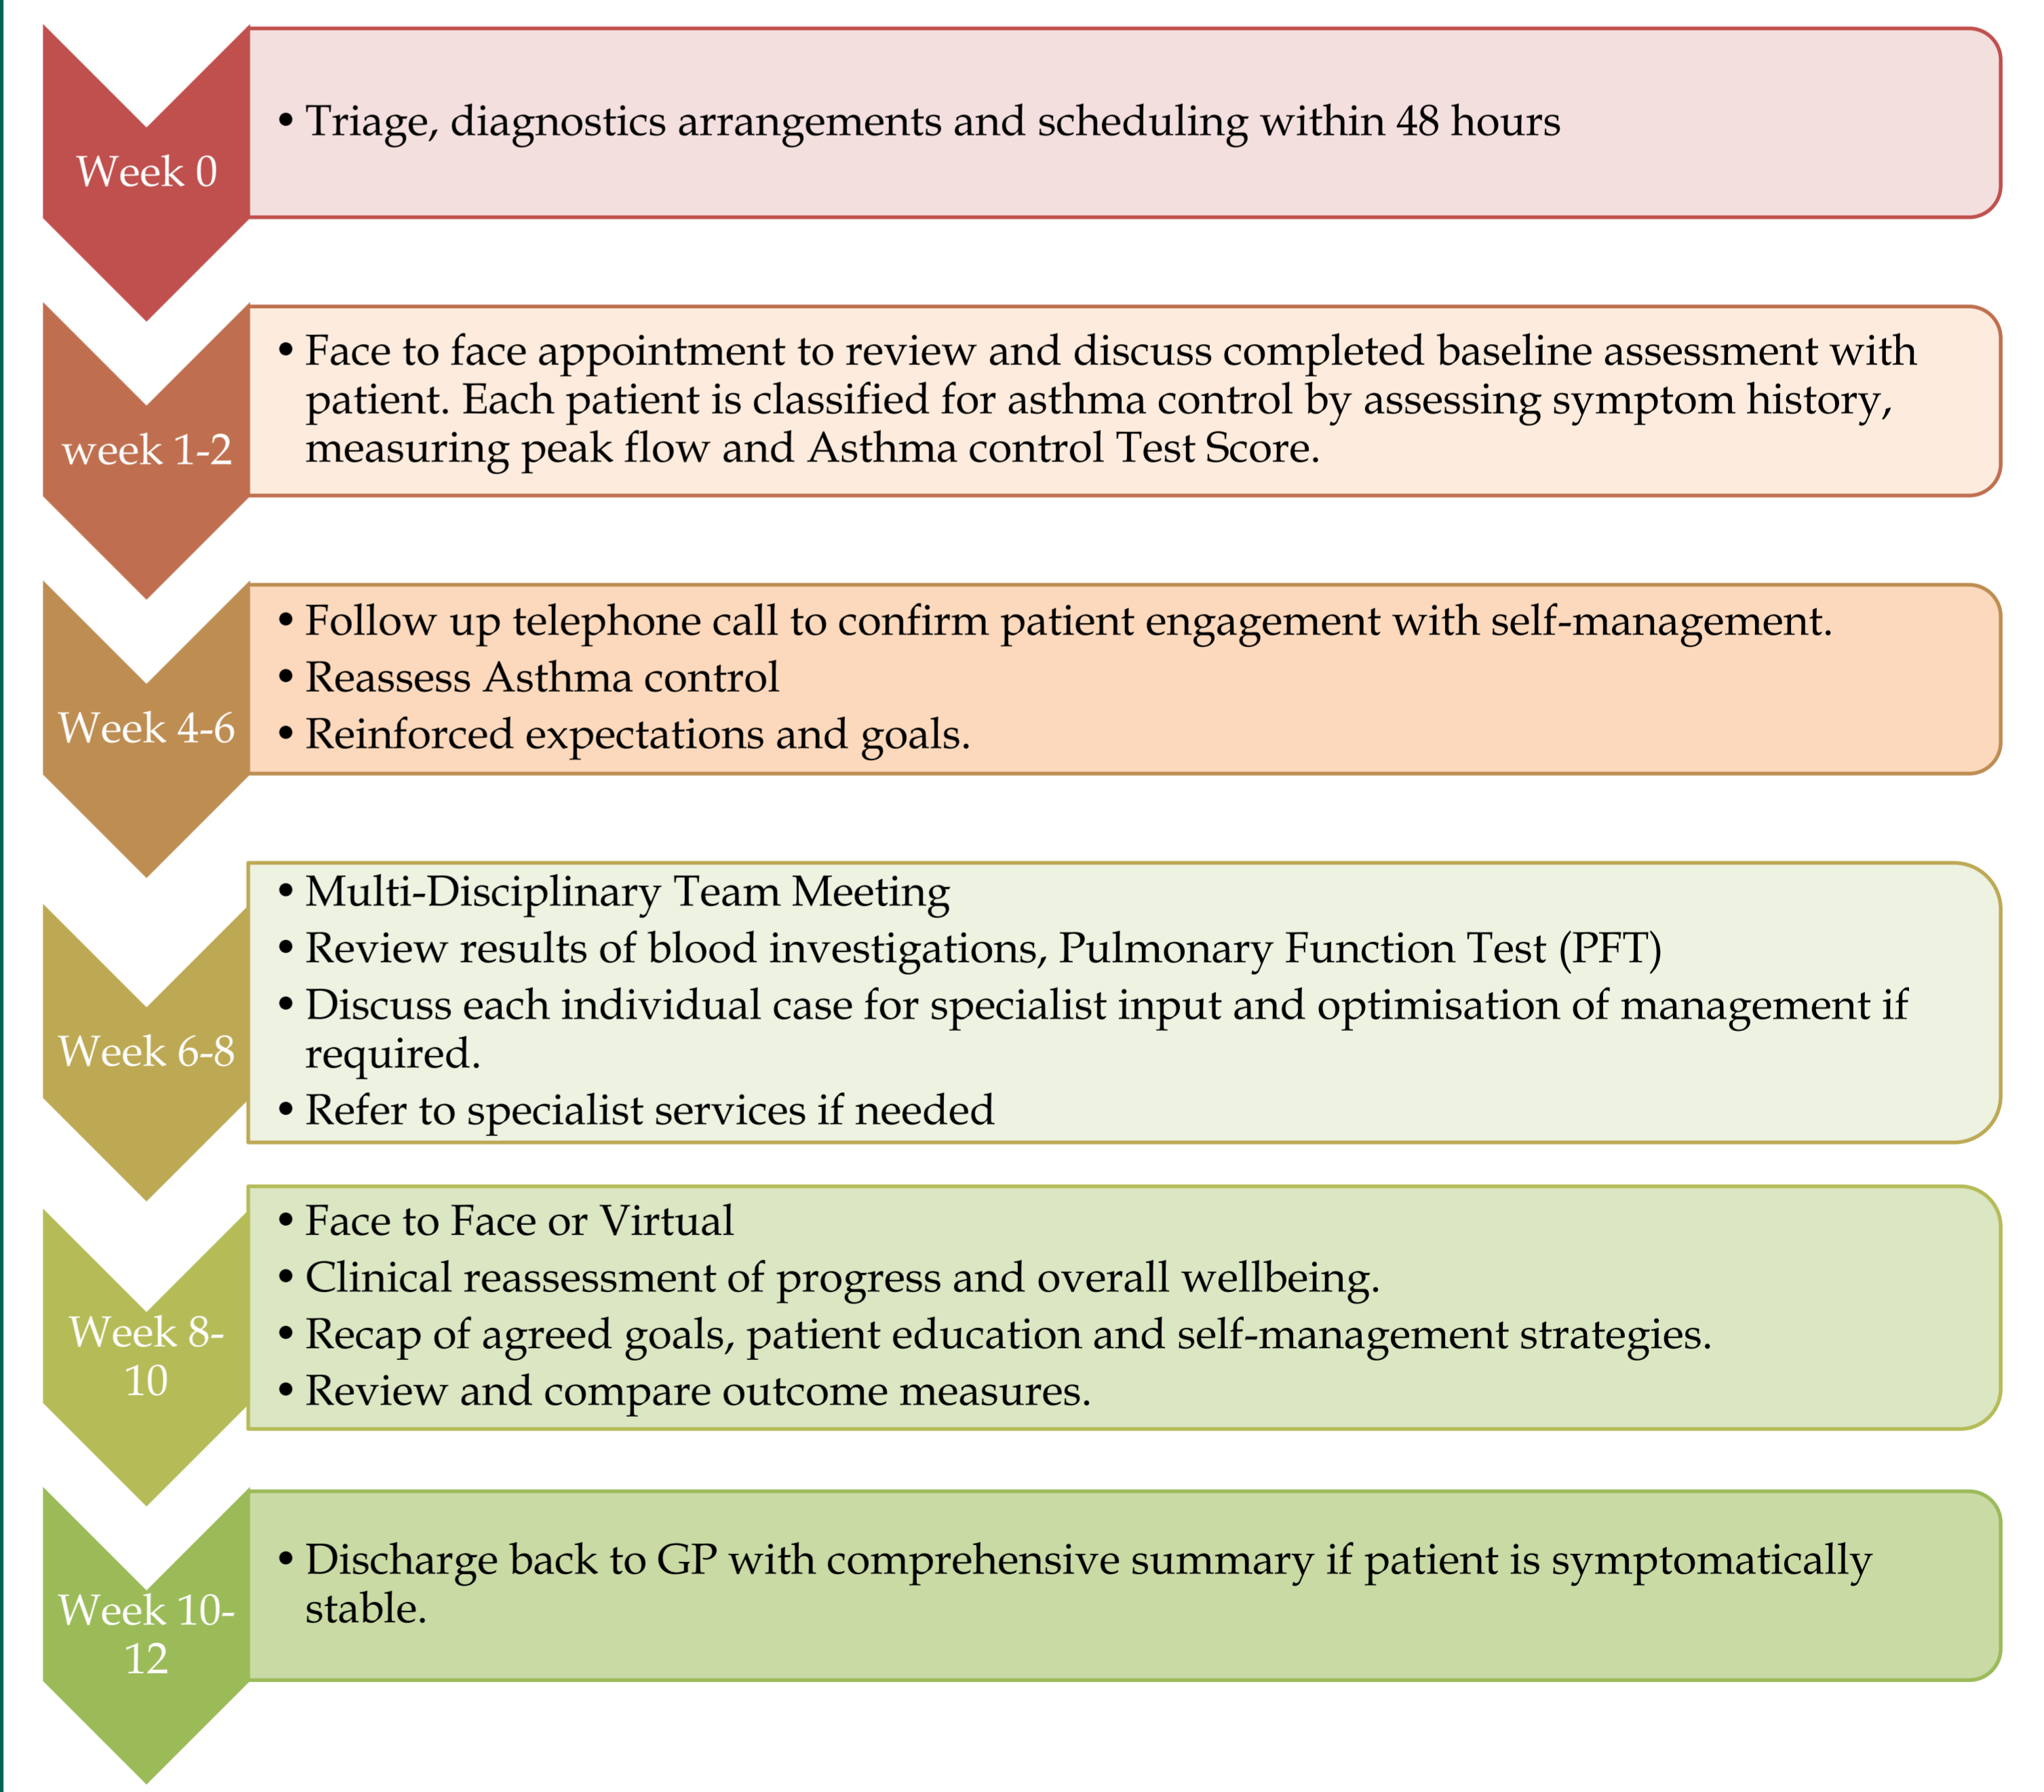 Week 0
• Triage, diagnostics arrangements and scheduling within 48 hours
week 1-2
• Face to face appointment to review and discuss completed baseline assessment with
patient. Each patient is classified for asthma control by assessing symptom history,
measuring peak flow and Asthma control Test Score.
Week 4-6
• Follow up telephone call to confirm patient engagement with self-management.
• Reassess Asthma control
• Reinforced expectations and goals.
Week 6-8
• Multi-Disciplinary Team Meeting
• Review results of blood investigations, Pulmonary Function Test (PFT)
• Discuss each individual case for specialist input and optimisation of management if
required.
• Refer to specialist services if needed
Week 8-
10
• Face to Face or Virtual
• Clinical reassessment of progress and overall wellbeing.
• Recap of agreed goals, patient education and self-management strategies.
• Review and compare outcome measures.
Week 10-
12
• Discharge back to GP with comprehensive summary if patient is symptomatically
stable.